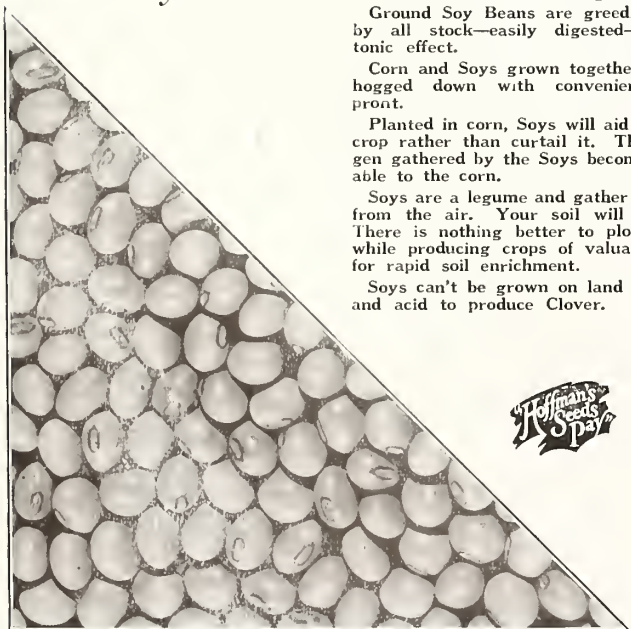 Ground Soy Beans are greed
by all stock—easily digested—
tonic effect.
Corn and Soys grown togethe
hogged down with convenien
pront.
Planted in corn, Soys will aid
crop rather than curtail it. Th
gen gathered by the Soys becom
able to the corn.
Soys are a legume and gather
from the air. Your soil will
There is nothing better to plo
while producing crops of valua
for rapid soil enrichment.
Soys can't be grown on land
and acid to produce Clover.
"Hoffman's
Seeds
Pay"